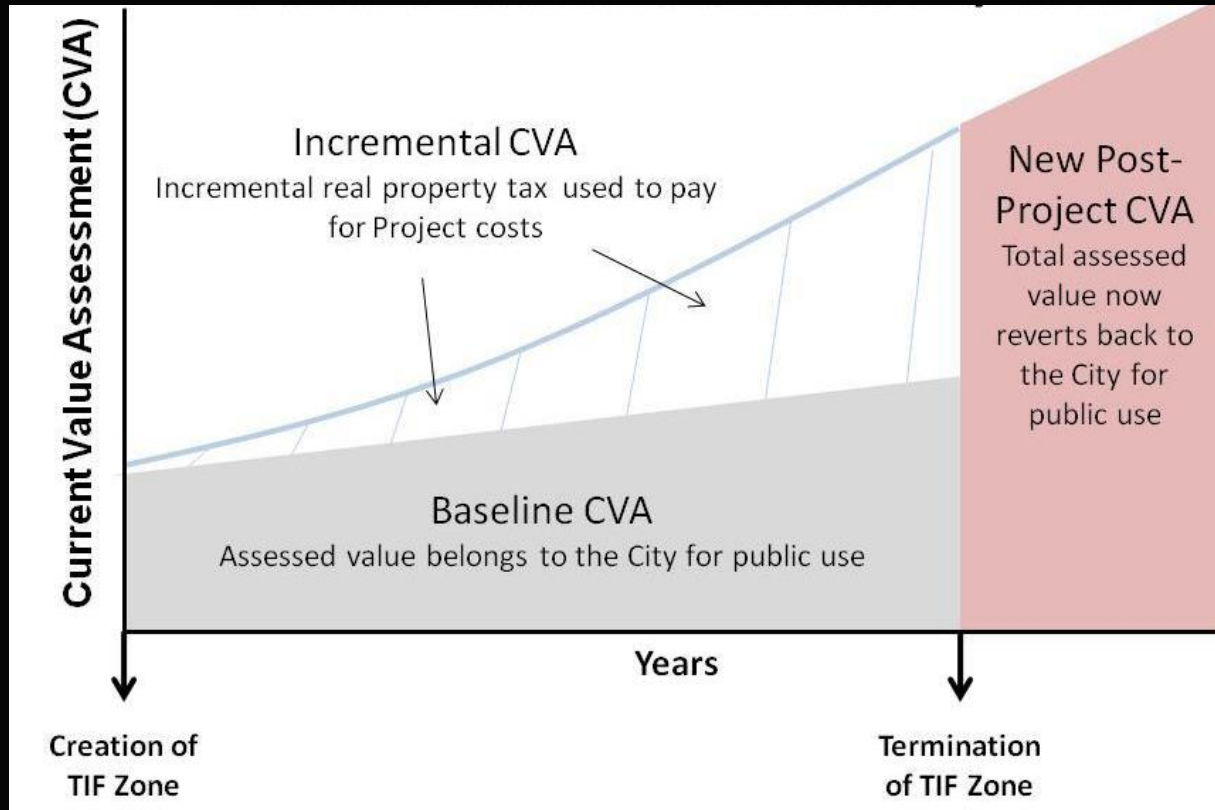 Current Value Assessment (CVA)
Incremental CVA
Incremental real property tax used to pay
for Project costs
New Post-
Project CVA
Total assessed
value now
reverts back to
the City for
public use
Baseline CVA
Assessed value belongs to the City for public use
Years
Creation of
TIF Zone
Termination
of TIF Zone